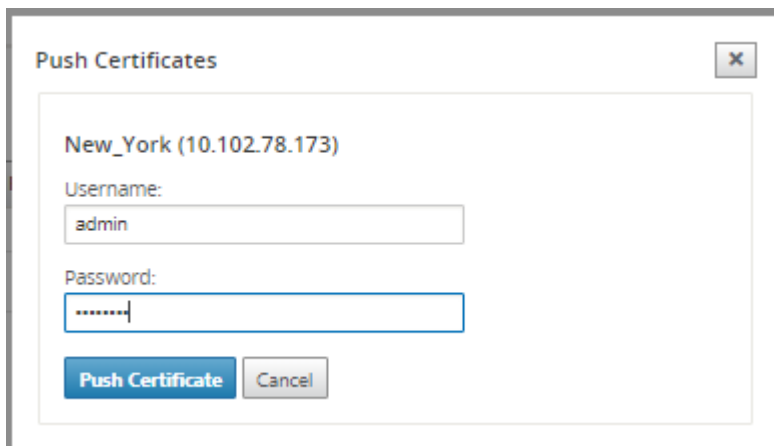 Push Certificates
New_York (10.102.78.173)
Username:
admin
Password:
••••••••
Push Certificate
Cancel